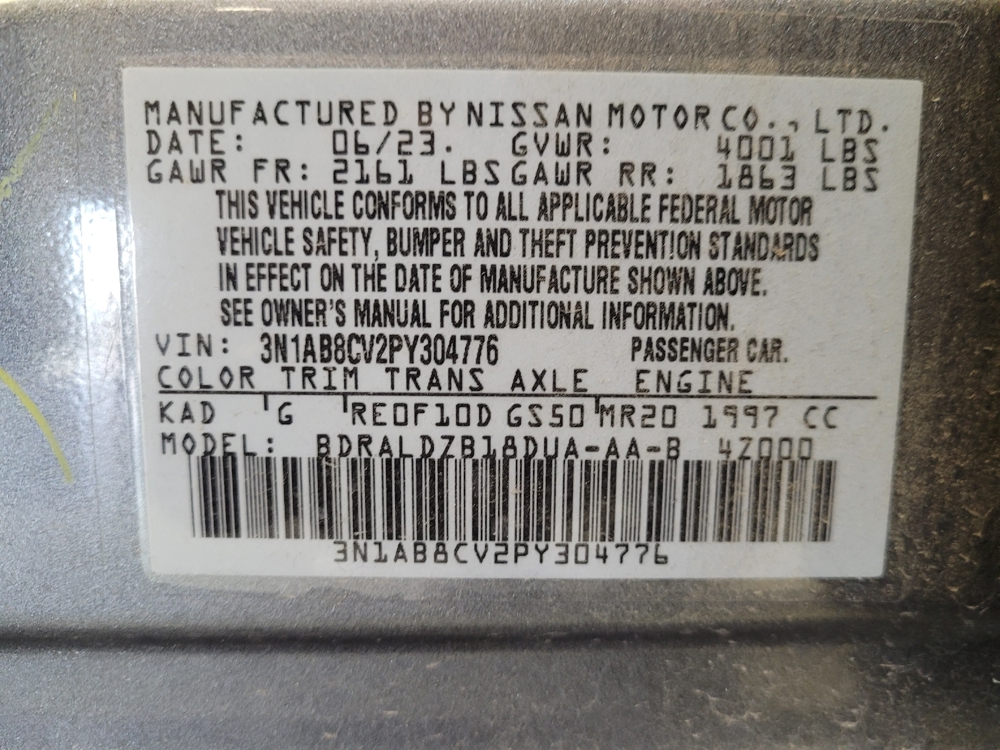 MANUFACTURED BY NISSAN MOTOR CO., LTD.
DATE: 06/23. GVWR: 4001 LBS
GAWR FR: 2161 LBS GAWR RR: 1863 LBS
THIS VEHICLE CONFORMS TO ALL APPLICABLE FEDERAL MOTOR
VEHICLE SAFETY, BUMPER AND THEFT PREVENTION STANDARDS
IN EFFECT ON THE DATE OF MANUFACTURE SHOWN ABOVE.
SEE OWNER'S MANUAL FOR ADDITIONAL INFORMATION.
VIN: 3N1AB8CV2PY304776 PASSENGER CAR.
COLOR TRIM TRANS AXLE ENGINE
KAD G RE0F10D GS50 MR20 1997 CC
MODEL: BDRALDZB18DUA-AA-B 4Z000
3N1AB8CV2PY304776